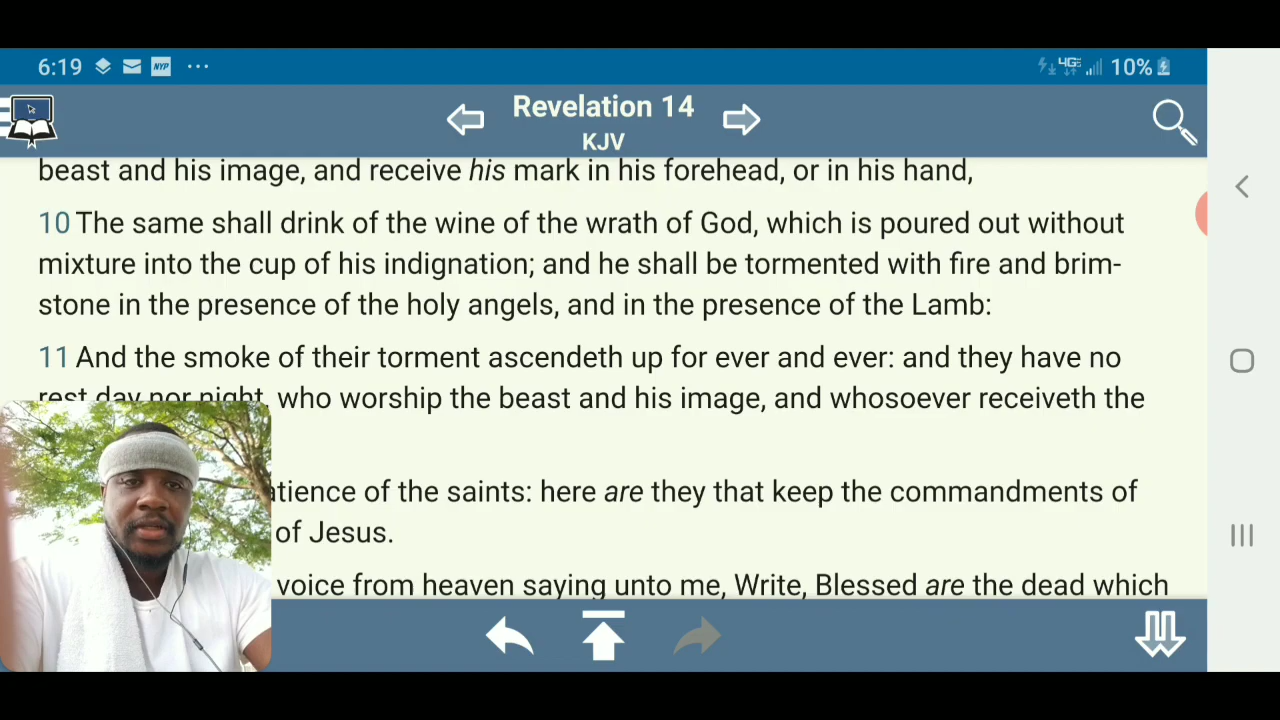 6:19 NYP ... 4GE 10%
Revelation 14
KJV
beast and his image, and receive his mark in his forehead, or in his hand,
10 The same shall drink of the wine of the wrath of God, which is poured out without
mixture into the cup of his indignation; and he shall be tormented with fire and brim-
stone in the presence of the holy angels, and in the presence of the Lamb:
11 And the smoke of their torment ascendeth up for ever and ever: and they have no
rest day nor night, who worship the beast and his image, and whosoever receiveth the
atience of the saints: here are they that keep the commandments of
of Jesus.
voice from heaven saying unto me, Write, Blessed are the dead which